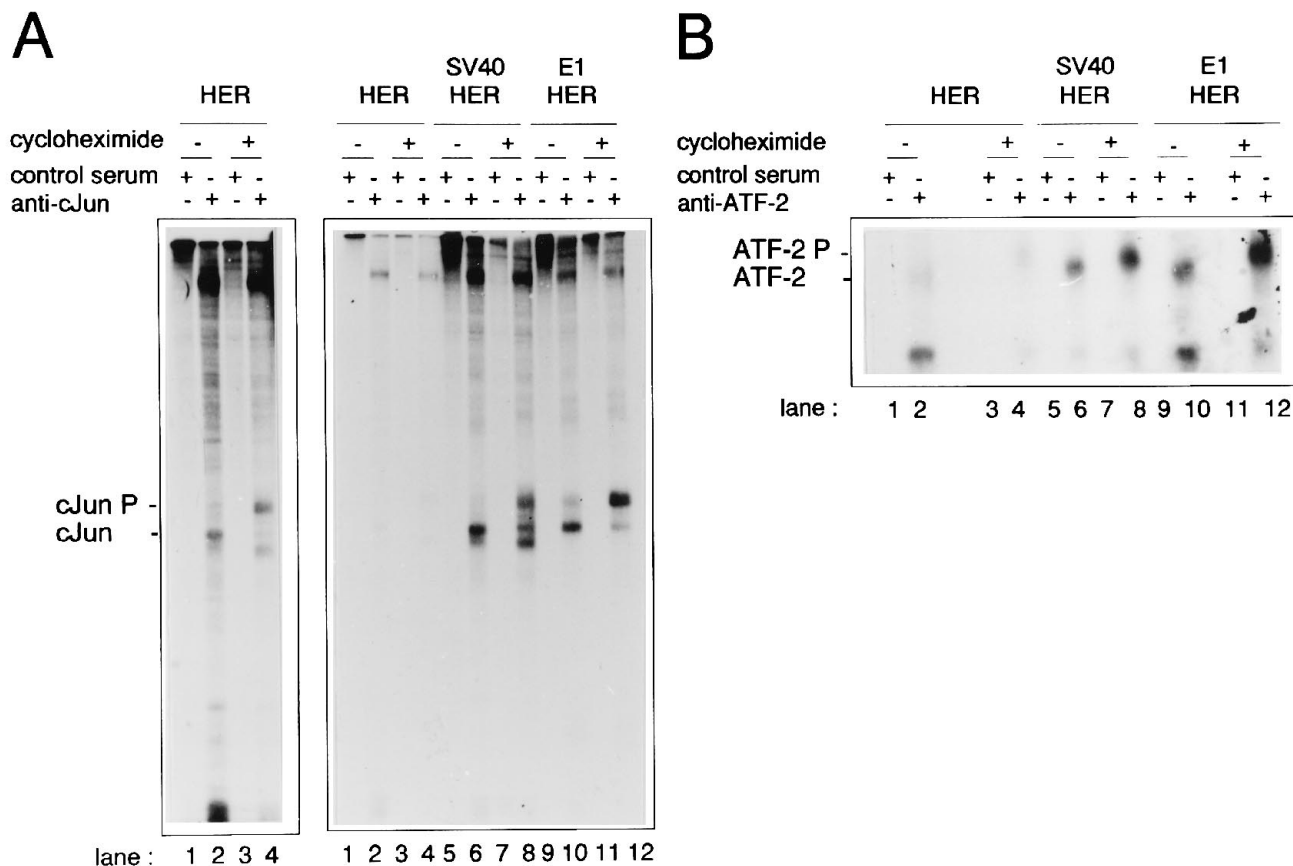 A
HER
cycloheximide - +
control serum + - + -
anti-cJun - + - +
cJun P -
cJun -
lane : 1 2 3 4
HER SV40 HER E1 HER
- + - + - +
+ - + - + - + - + - + -
- + - + - + - + - + - +
1 2 3 4 5 6 7 8 9 10 11 12
B
HER SV40 HER E1 HER
cycloheximide - + - + - +
control serum + - + - + - + - + - + -
anti-ATF-2 - + - + - + - + - + - +
ATF-2 P -
ATF-2 -
lane : 1 2 3 4 5 6 7 8 9 10 11 12